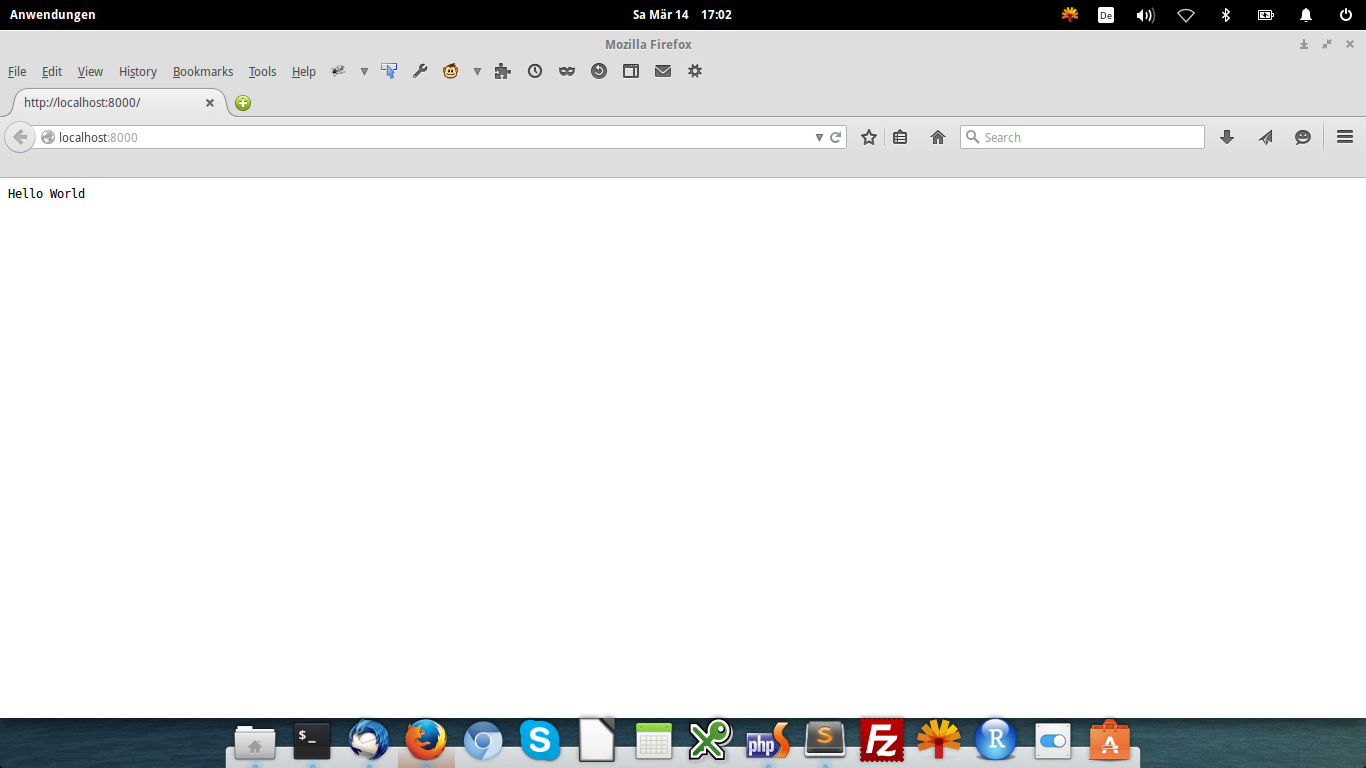 Anwendungen Sa Mär 14 17:02 De
Mozilla Firefox
File Edit View History Bookmarks Tools Help
http://localhost:8000/
localhost:8000 Search
Hello World
$_ S php S Fz R A